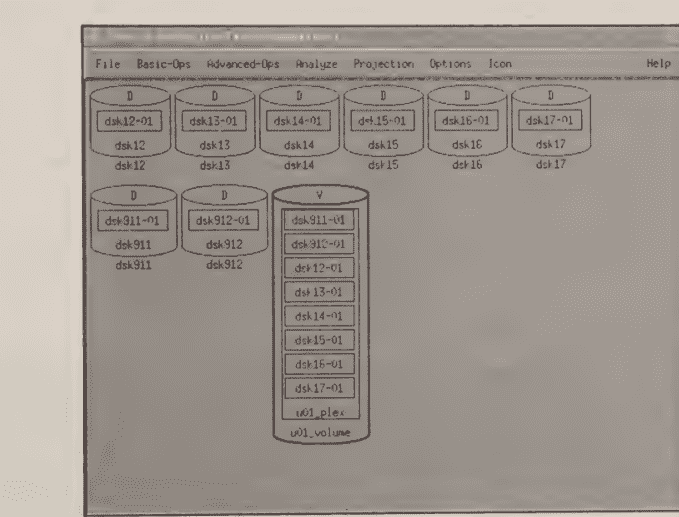 File Basic-Ops Advanced-Ops Analyze Projection Options Icon Help
D D D D D D
dsk12-01 dsk13-01 dsk14-01 dsk15-01 dsk16-01 dsk17-01
dsk12 dsk13 dsk14 dsk15 dsk16 dsk17
dsk12 dsk13 dsk14 dsk15 dsk16 dsk17
D D V
dsk911-01 dsk912-01 dsk911-01
dsk911 dsk912 dsk912-01
dsk911 dsk912 dsk12-01
dsk13-01
dsk14-01
dsk15-01
dsk16-01
dsk17-01
u01_plex
u01_volume